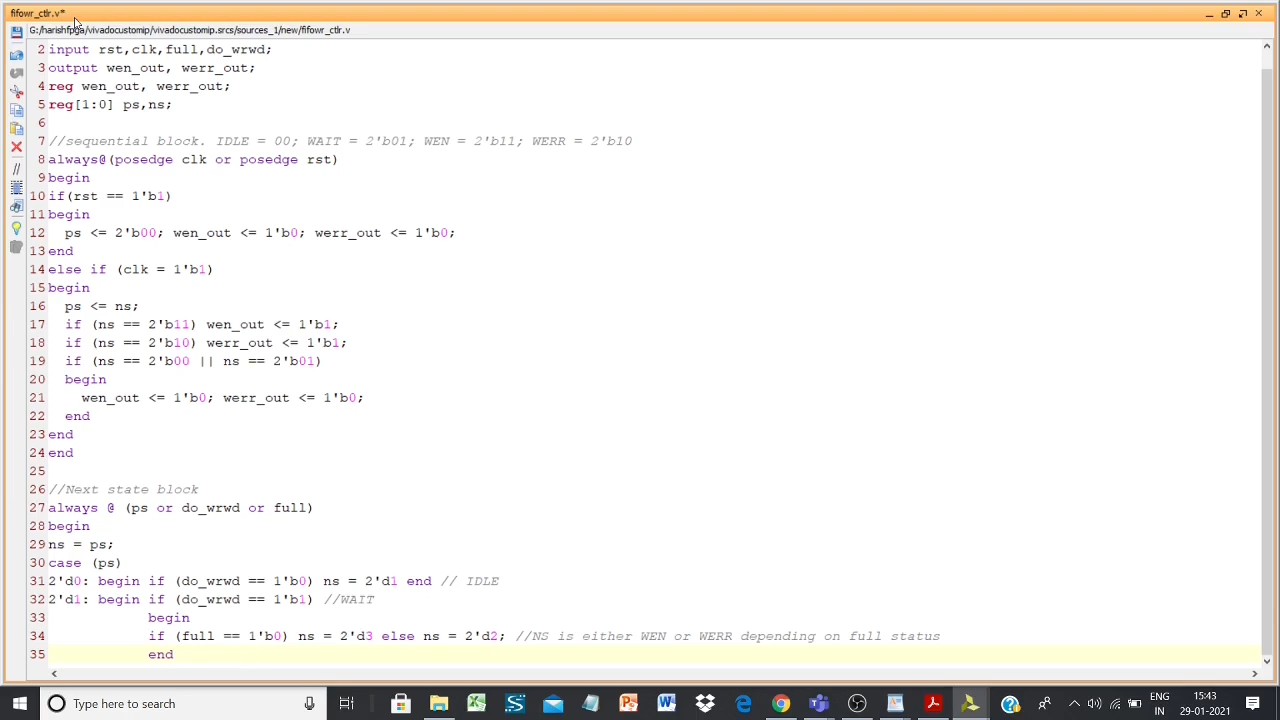 fifowr_ctlr.v*
G:/harishfpga/vivadocustomip/vivadocustomip.srcs/sources_1/new/fifowr_ctlr.v
2 input rst,clk,full,do_wrwd;
3 output wen_out, werr_out;
4 reg wen_out, werr_out;
5 reg[1:0] ps,ns;
6
7 //sequential block. IDLE = 00; WAIT = 2'b01; WEN = 2'b11; WERR = 2'b10
8 always@(posedge clk or posedge rst)
9 begin
10 if(rst == 1'b1)
11 begin
12   ps <= 2'b00; wen_out <= 1'b0; werr_out <= 1'b0;
13 end
14 else if (clk = 1'b1)
15 begin
16   ps <= ns;
17   if (ns == 2'b11) wen_out <= 1'b1;
18   if (ns == 2'b10) werr_out <= 1'b1;
19   if (ns == 2'b00 || ns == 2'b01)
20   begin
21     wen_out <= 1'b0; werr_out <= 1'b0;
22   end
23 end
24 end
25
26 //Next state block
27 always @ (ps or do_wrwd or full)
28 begin
29 ns = ps;
30 case (ps)
31 2'd0: begin if (do_wrwd == 1'b0) ns = 2'd1 end // IDLE
32 2'd1: begin if (do_wrwd == 1'b1) //WAIT
33             begin
34             if (full == 1'b0) ns = 2'd3 else ns = 2'd2; //NS is either WEN or WERR depending on full status
35             end
Type here to search
ENG
IN
15:43
29-01-2021